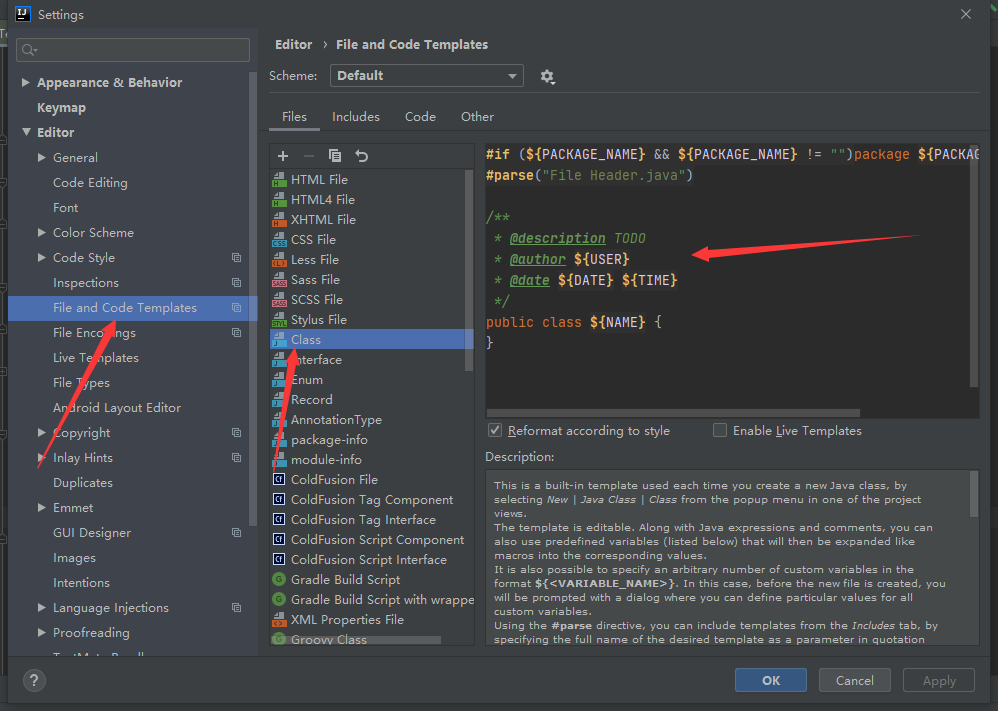 Settings
Appearance & Behavior
Keymap
Editor
General
Code Editing
Font
Color Scheme
Code Style
Inspections
File and Code Templates
File Encodings
Live Templates
File Types
Android Layout Editor
Copyright
Inlay Hints
Duplicates
Emmet
GUI Designer
Images
Intentions
Language Injections
Proofreading
Editor › File and Code Templates
Scheme: Default
Files Includes Code Other
HTML File
HTML4 File
XHTML File
CSS File
Less File
Sass File
SCSS File
Stylus File
Class
Interface
Enum
Record
AnnotationType
package-info
module-info
ColdFusion File
ColdFusion Tag Component
ColdFusion Tag Interface
ColdFusion Script Component
ColdFusion Script Interface
Gradle Build Script
Gradle Build Script with wrappe
XML Properties File
Groovy Class
#if (${PACKAGE_NAME} && ${PACKAGE_NAME} != "")package ${PACKAG
#parse("File Header.java")
/**
* @description TODO
* @author ${USER}
* @date ${DATE} ${TIME}
*/
public class ${NAME} {
}
Reformat according to style Enable Live Templates
Description:
This is a built-in template used each time you create a new Java class, by
selecting New | Java Class | Class from the popup menu in one of the project
views.
The template is editable. Along with Java expressions and comments, you can
also use predefined variables (listed below) that will then be expanded like
macros into the corresponding values.
It is also possible to specify an arbitrary number of custom variables in the
format ${<VARIABLE_NAME>}. In this case, before the new file is created, you
will be prompted with a dialog where you can define particular values for all
custom variables.
Using the #parse directive, you can include templates from the Includes tab, by
specifying the full name of the desired template as a parameter in quotation
? OK Cancel Apply